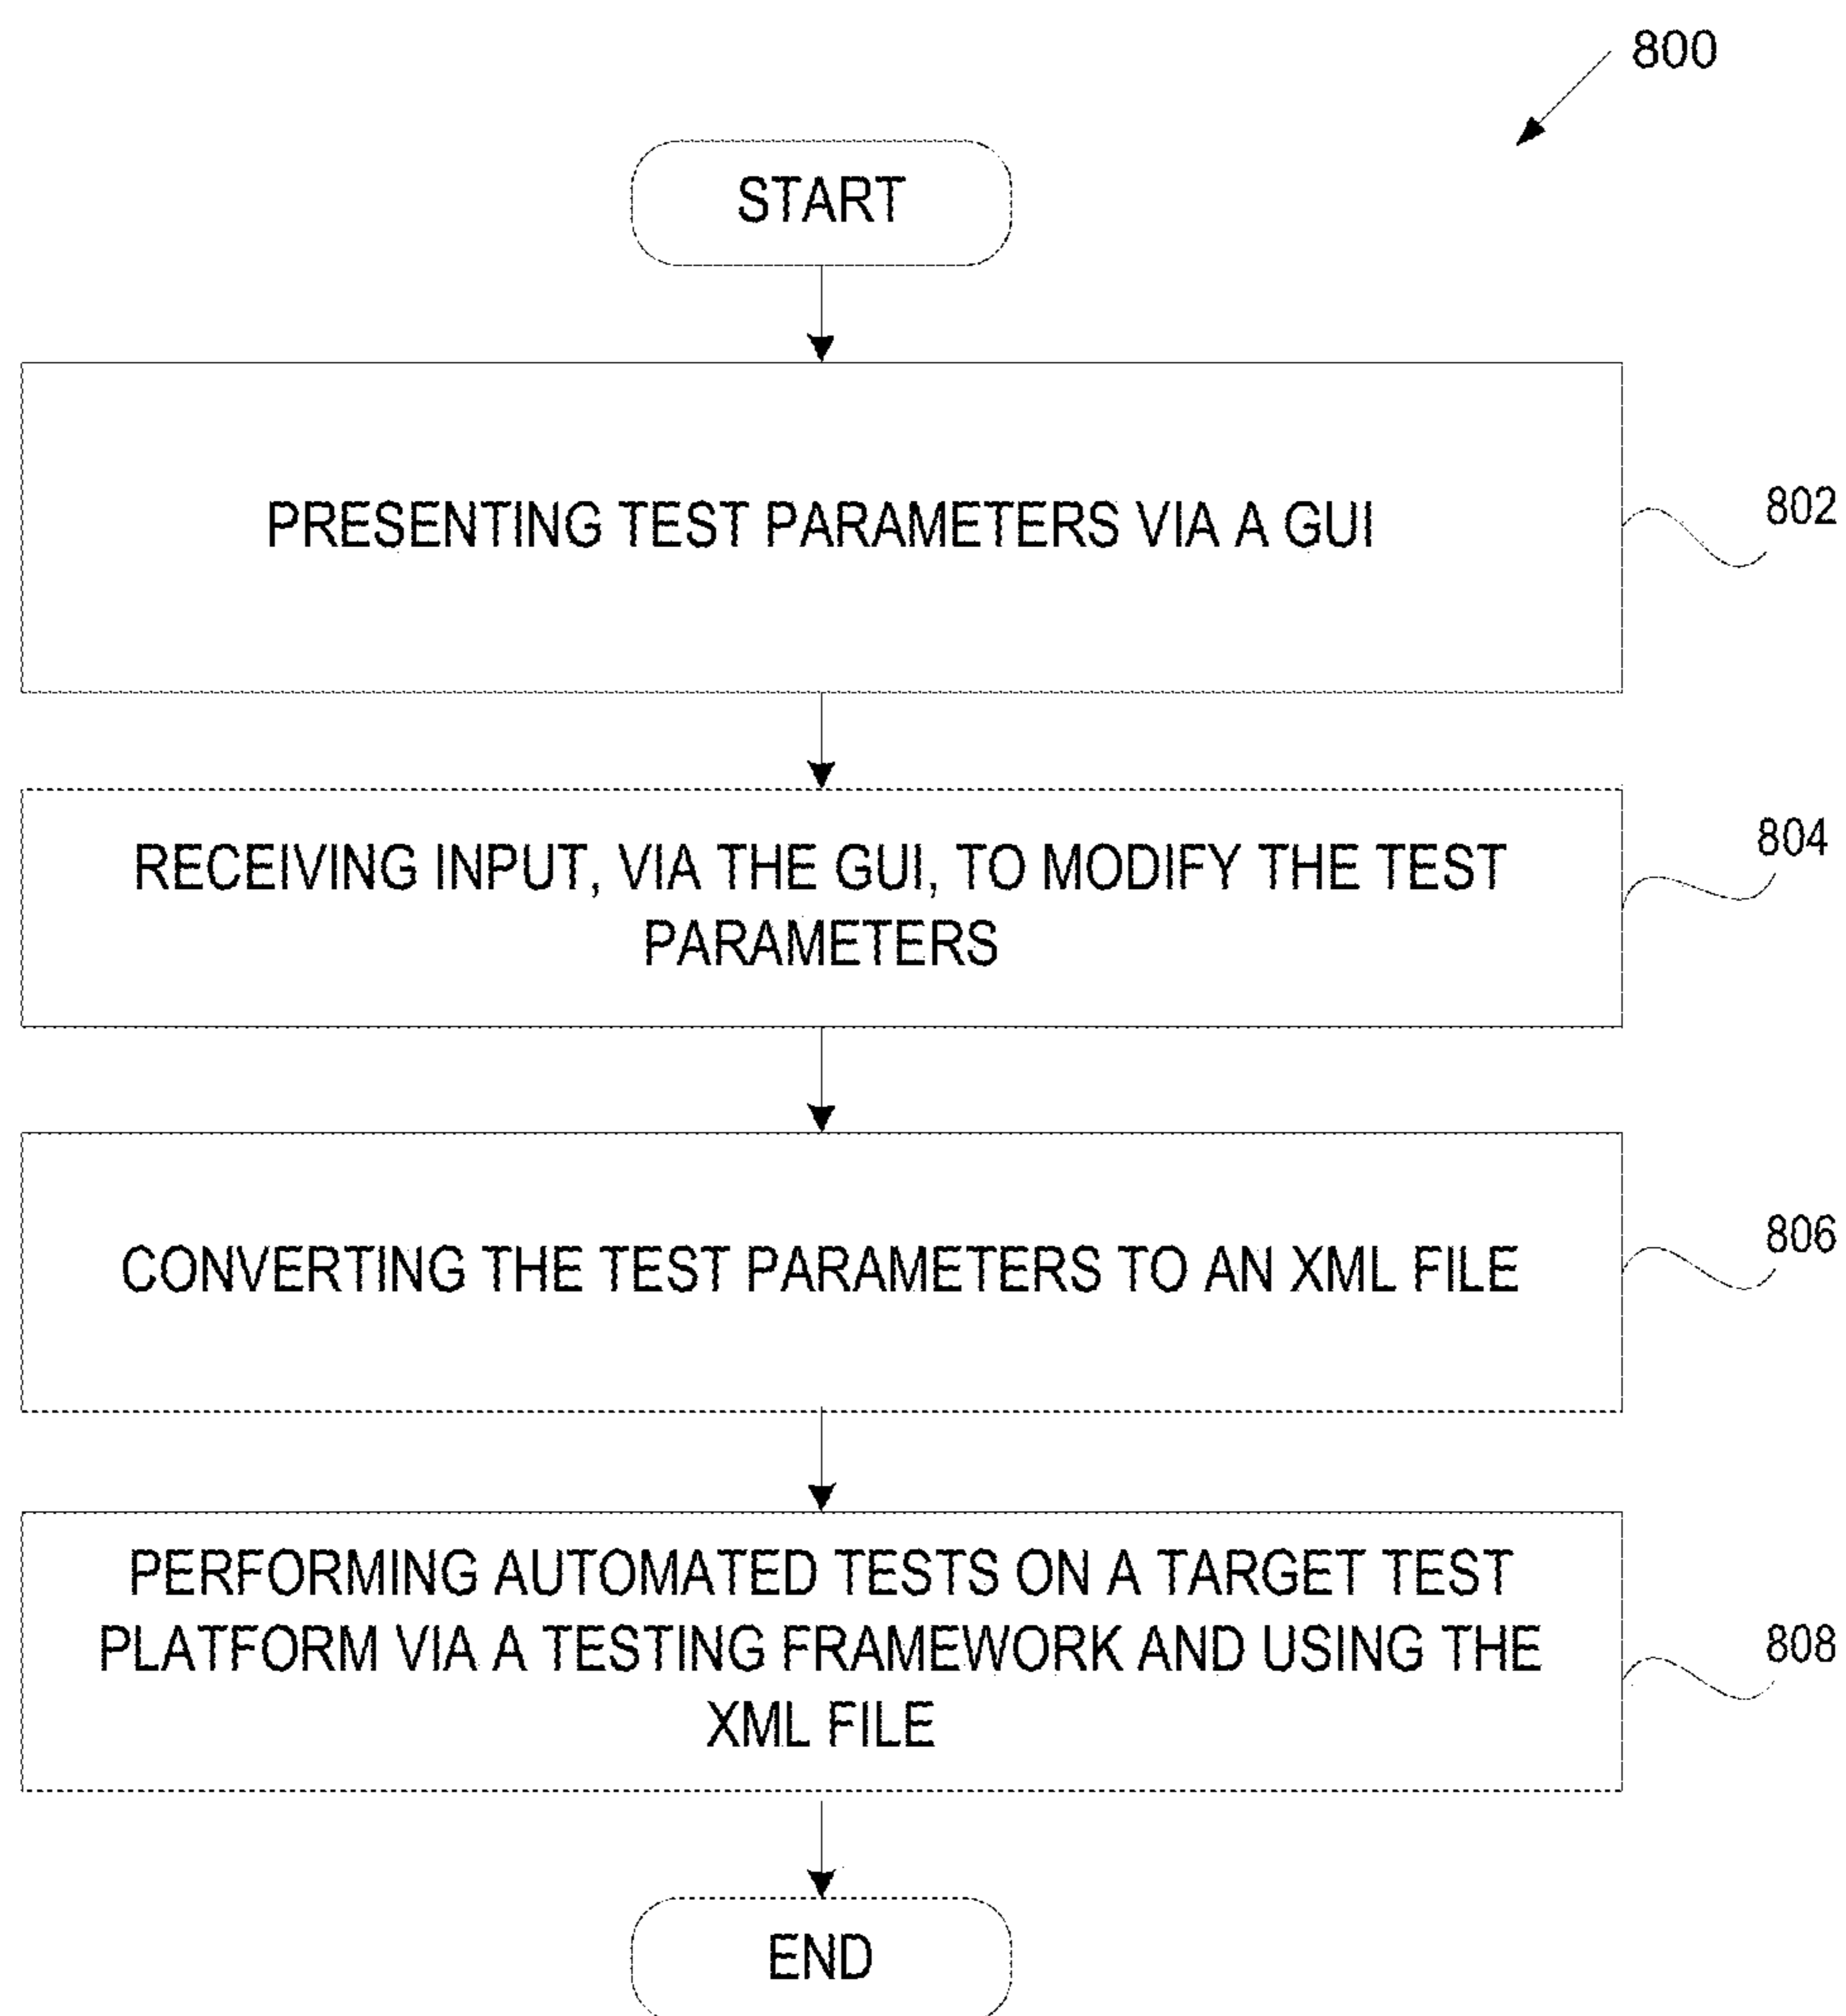 800
START
PRESENTING TEST PARAMETERS VIA A GUI
802
RECEIVING INPUT, VIA THE GUI, TO MODIFY THE TEST
PARAMETERS
804
CONVERTING THE TEST PARAMETERS TO AN XML FILE
806
PERFORMING AUTOMATED TESTS ON A TARGET TEST
PLATFORM VIA A TESTING FRAMEWORK AND USING THE
XML FILE
808
END